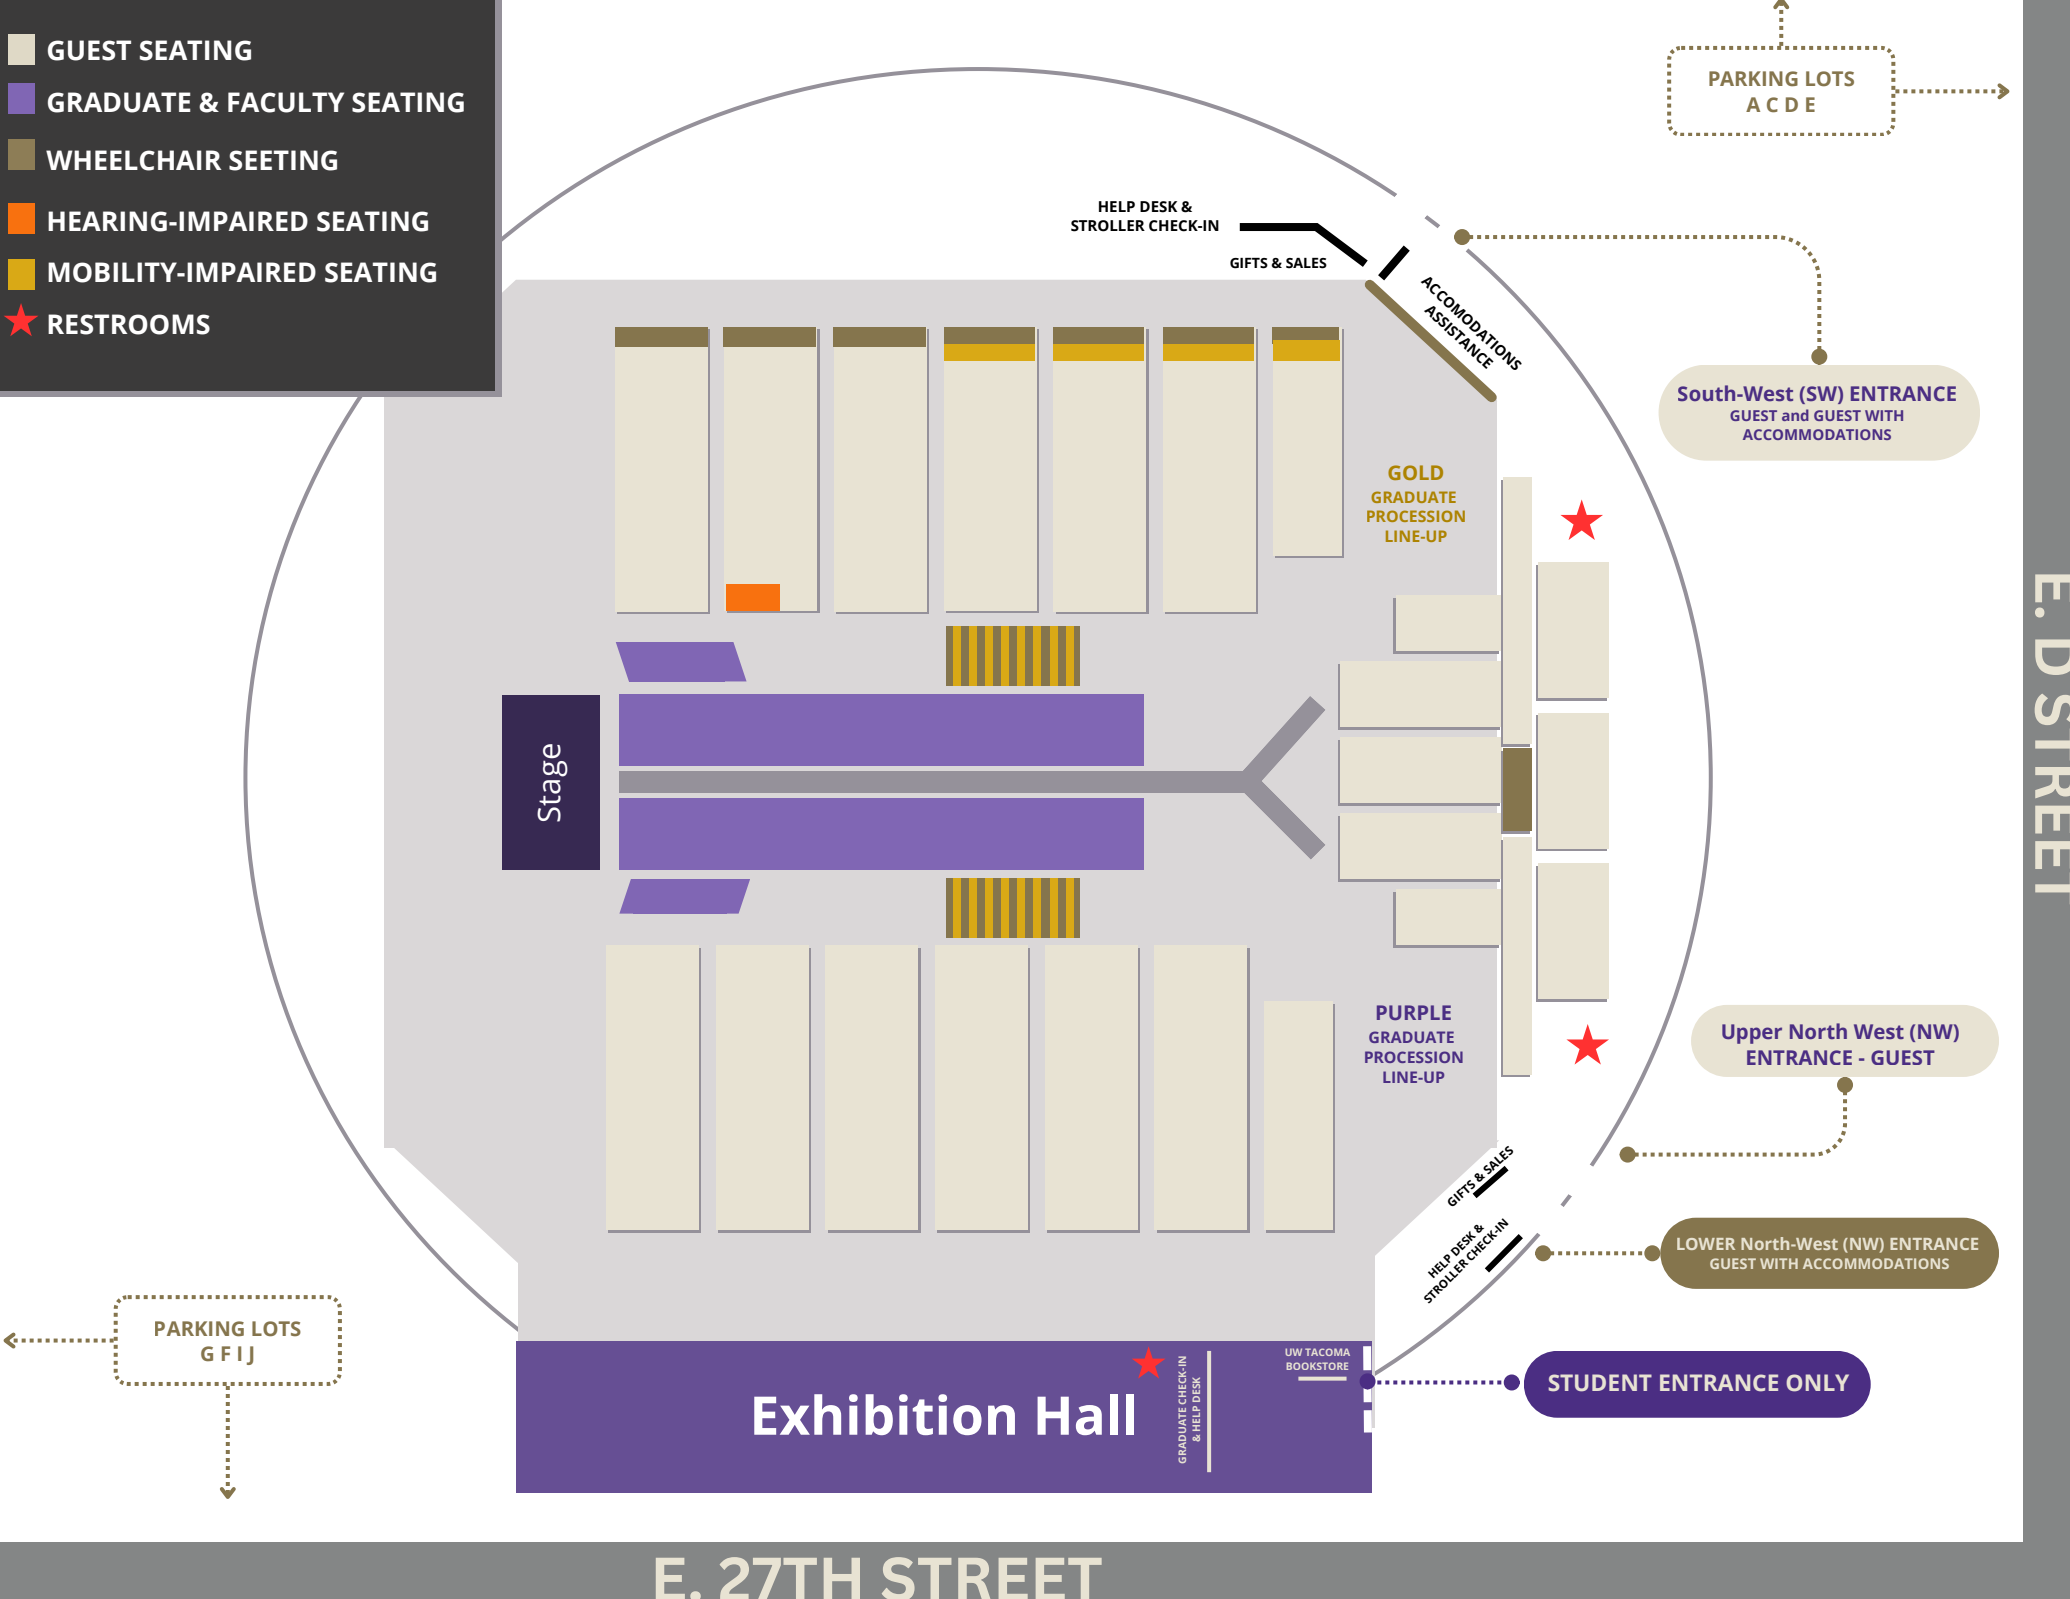 GUEST SEATING
GRADUATE & FACULTY SEATING
WHEELCHAIR SEETING
HEARING-IMPAIRED SEATING
MOBILITY-IMPAIRED SEATING
RESTROOMS
PARKING LOTS
A C D E
HELP DESK &
STROLLER CHECK-IN
GIFTS & SALES
ACCOMODATIONS
ASSISTANCE
South-West (SW) ENTRANCE
GUEST and GUEST WITH
ACCOMMODATIONS
GOLD
GRADUATE
PROCESSION
LINE-UP
E. D STREET
Stage
PURPLE
GRADUATE
PROCESSION
LINE-UP
Upper North West (NW)
ENTRANCE - GUEST
GIFTS & SALES
HELP DESK &
STROLLER CHECK-IN
LOWER North-West (NW) ENTRANCE
GUEST WITH ACCOMMODATIONS
PARKING LOTS
G F I J
Exhibition Hall
GRADUATE CHECK-IN
& HELP DESK
UW TACOMA
BOOKSTORE
STUDENT ENTRANCE ONLY
E. 27TH STREET